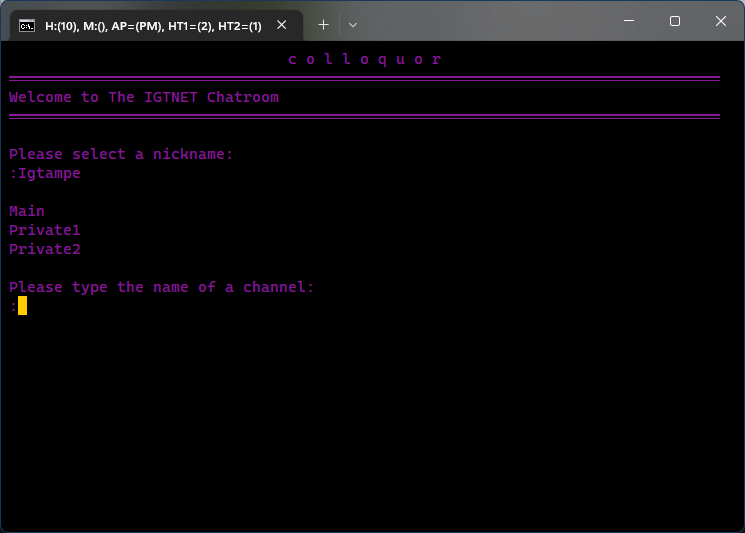 H:(10), M:(), AP=(PM), HT1=(2), HT2=(1)
c o l l o q u o r
Welcome to The IGTNET Chatroom
Please select a nickname:
:Igtampe
Main
Private1
Private2
Please type the name of a channel:
: